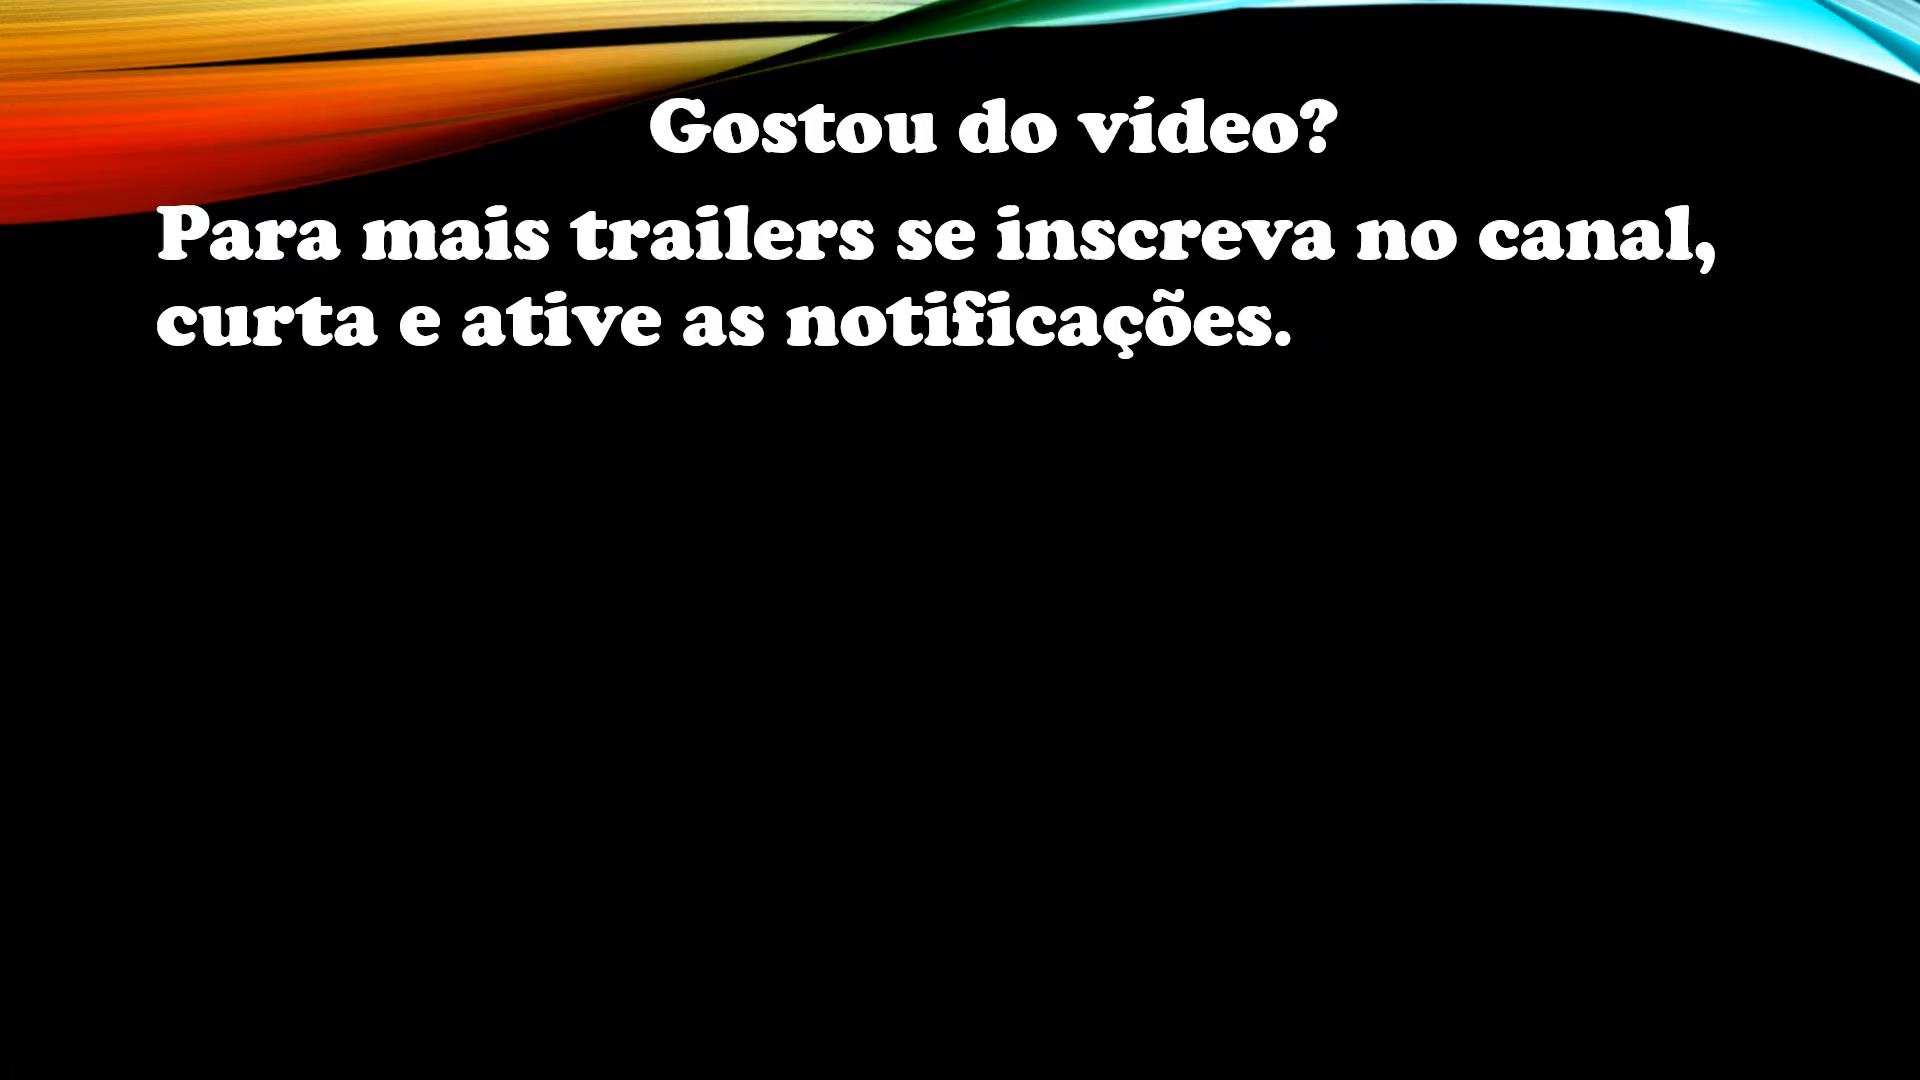 Gostou do vídeo?
Para mais trailers se inscreva no canal,
curta e ative as notificações.